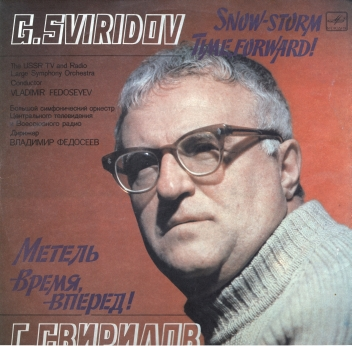 G.SVIRIDOV
SNOW-STORM
TIME, FORWARD!
The USSR TV and Radio
Large Symphony Orchestra
Conductor
VLADIMIR FEDOSEYEV
Большой симфонический оркестр
Центрального телевидения
и Всесоюзного радио
Дирижер
ВЛАДИМИР ФЕДОСЕЕВ
МЕТЕЛЬ
ВРЕМЯ,
-ВПЕРЕД!
Г.СВИРИДОВ